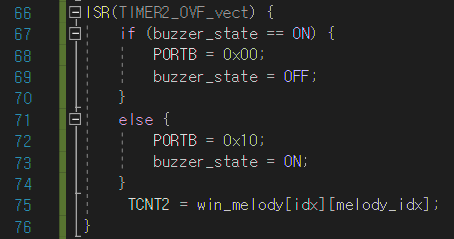 66 ISR(TIMER2_OVF_vect) {
67 if (buzzer_state == ON) {
68 PORTB = 0x00;
69 buzzer_state = OFF;
70 }
71 else {
72 PORTB = 0x10;
73 buzzer_state = ON;
74 }
75 TCNT2 = win_melody[idx][melody_idx];
76 }